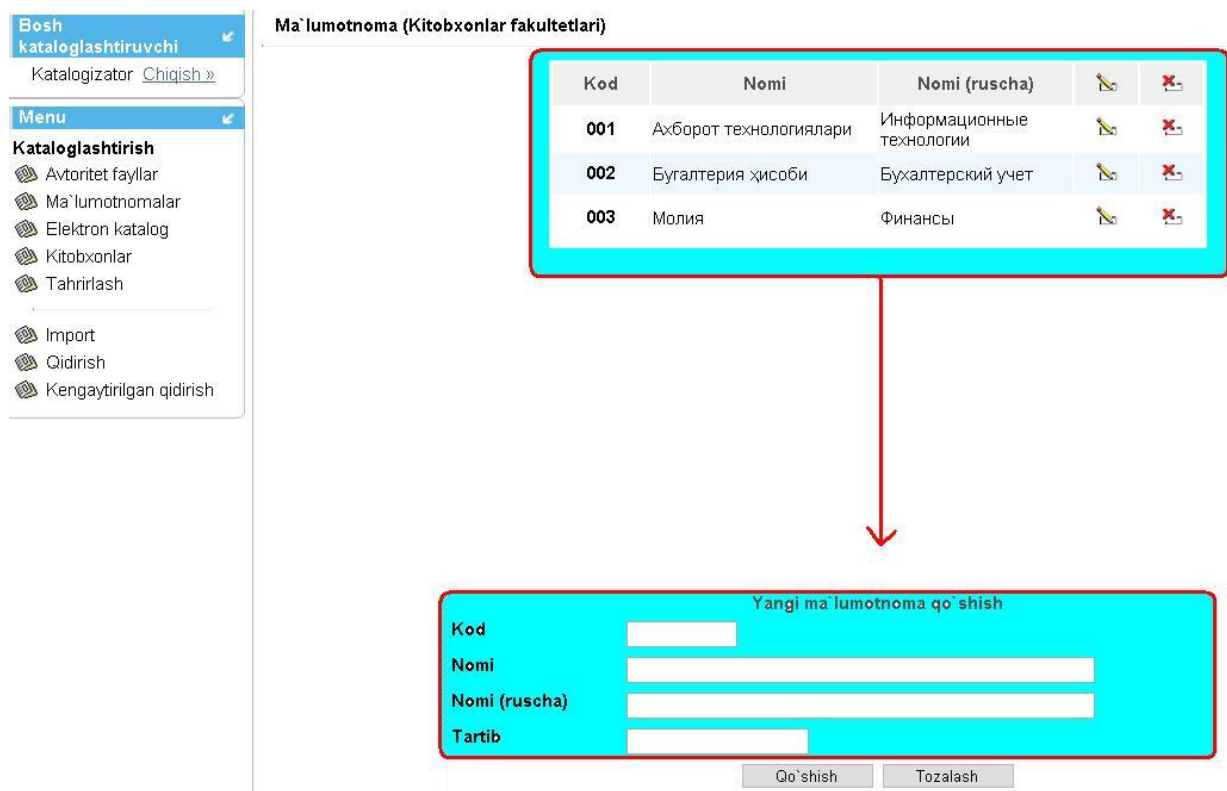 Bosh
kataloglashtiruvchi
Katalogizator Chiqish »
Menu
Kataloglashtirish
Avtoritet fayllar
Ma`lumotnomalar
Elektron katalog
Kitobxonlar
Tahrirlash
Import
Qidirish
Kengaytirilgan qidirish
Ma`lumotnoma (Kitobxonlar fakultetlari)
Kod Nomi Nomi (ruscha)
001 Ахборот технологиялари Информационные
технологии
002 Бугалтерия ҳисоби Бухалтерский учет
003 Молия Финансы
Yangi ma`lumotnoma qo`shish
Kod
Nomi
Nomi (ruscha)
Tartib
Qo`shish Tozalash